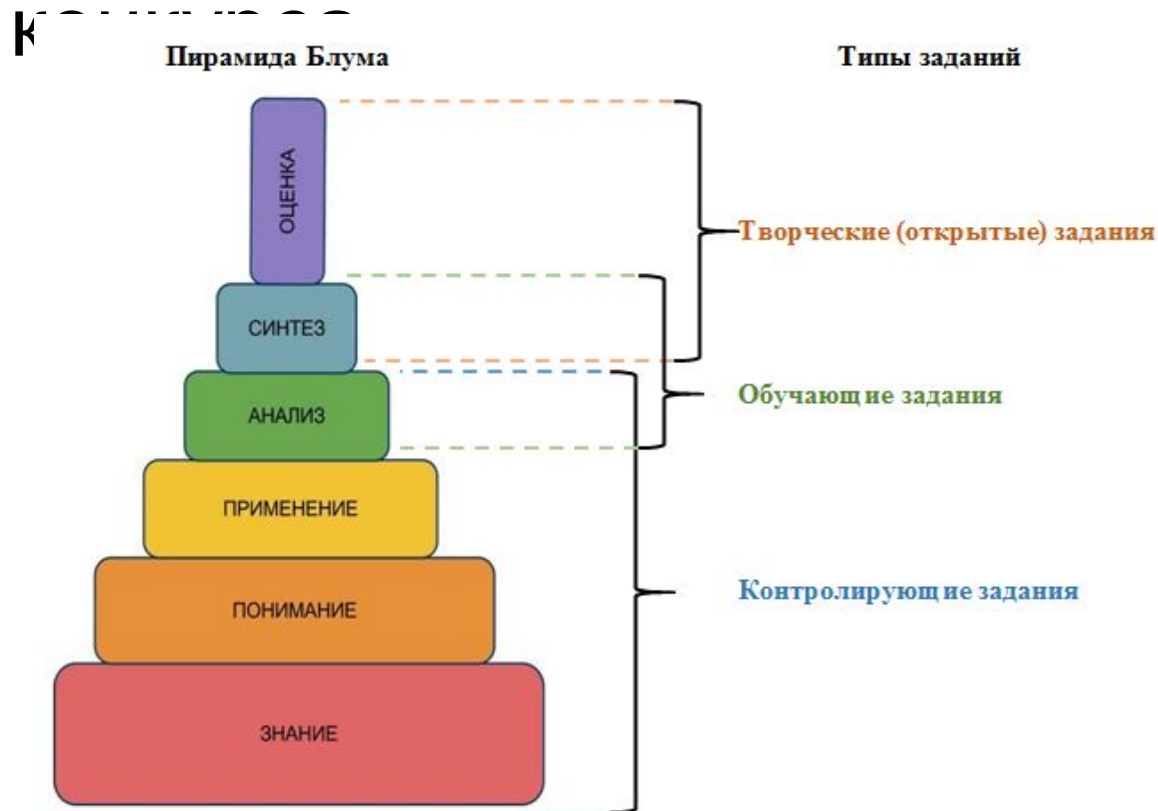 Пирамида Блума
Типы заданий
ОЦЕНКА
Творческие (открытые) задания
СИНТЕЗ
Обучающие задания
АНАЛИЗ
ПРИМЕНЕНИЕ
Контролирующие задания
ПОНИМАНИЕ
ЗНАНИЕ